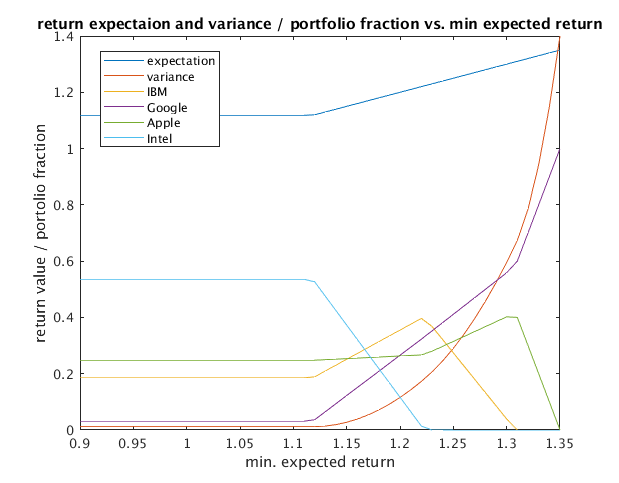 return expectaion and variance / portfolio fraction vs. min expected return
1.4
1.2
1
0.8
0.6
0.4
0.2
0
return value / portolio fraction
expectation
variance
IBM
Google
Apple
Intel
0.9 0.95 1 1.05 1.1 1.15 1.2 1.25 1.3 1.35
min. expected return